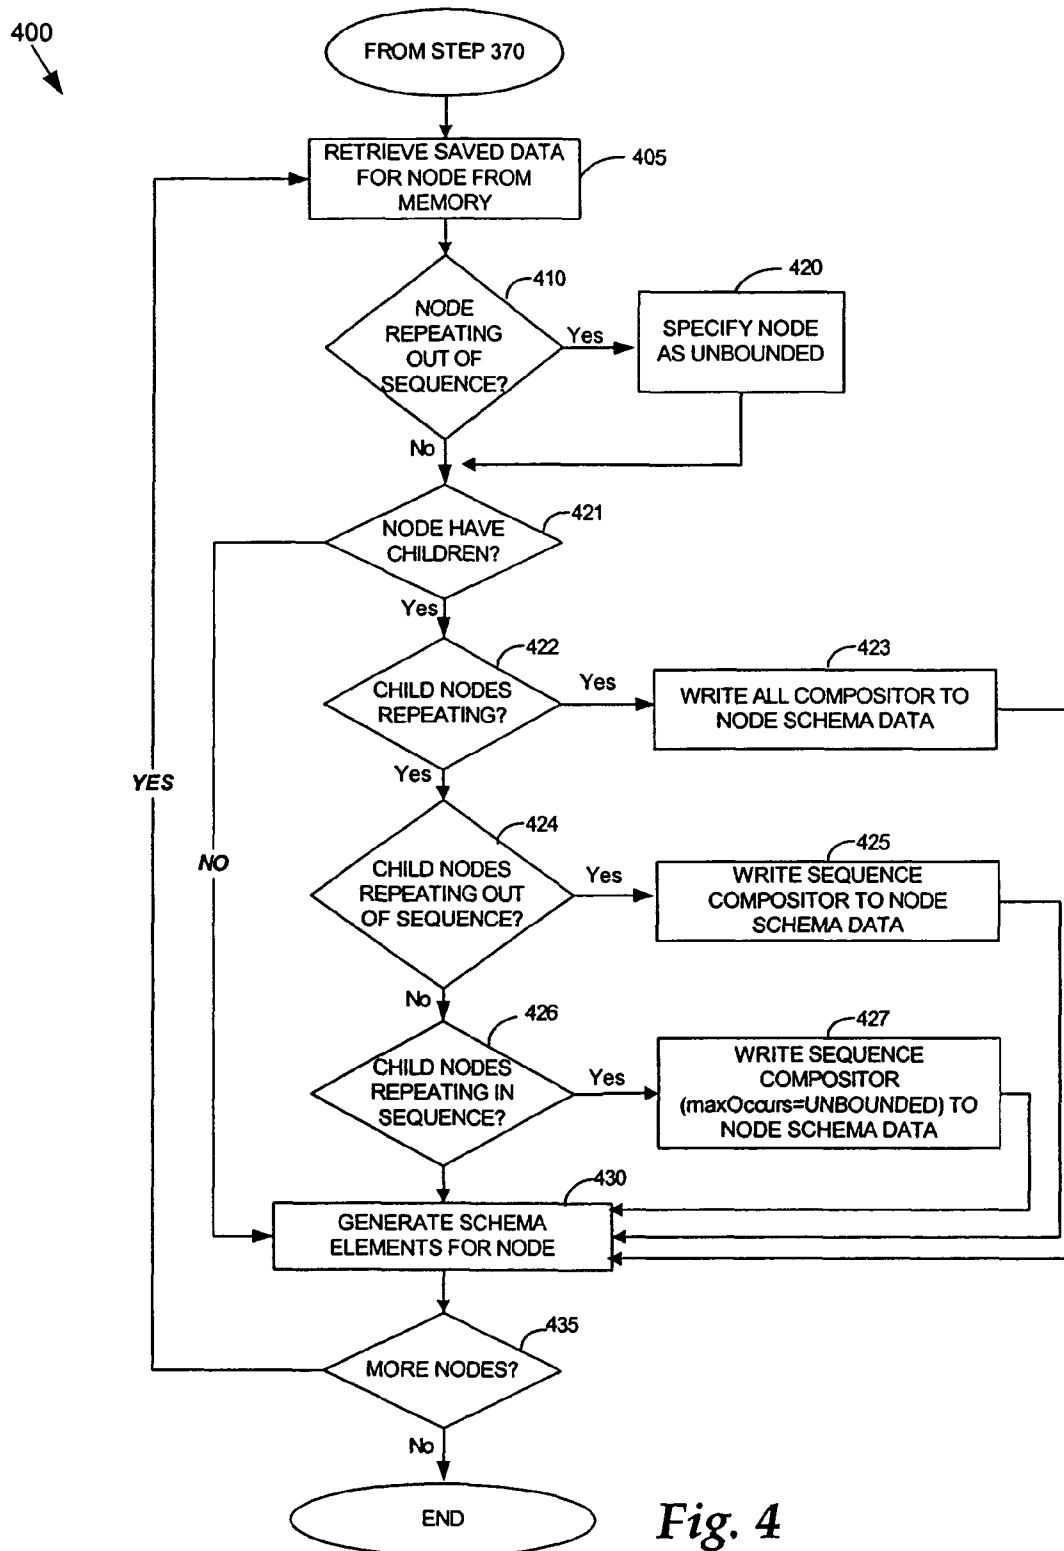 400
FROM STEP 370
RETRIEVE SAVED DATA
FOR NODE FROM
MEMORY
405
410
NODE
REPEATING
OUT OF
SEQUENCE?
Yes
420
SPECIFY NODE
AS UNBOUNDED
No
421
NODE HAVE
CHILDREN?
Yes
422
CHILD NODES
REPEATING?
Yes
423
WRITE ALL COMPOSITOR TO
NODE SCHEMA DATA
YES
Yes
NO
424
CHILD NODES
REPEATING OUT
OF SEQUENCE?
Yes
425
WRITE SEQUENCE
COMPOSITOR TO NODE
SCHEMA DATA
No
426
CHILD NODES
REPEATING IN
SEQUENCE?
Yes
427
WRITE SEQUENCE
COMPOSITOR
(maxOccurs=UNBOUNDED) TO
NODE SCHEMA DATA
430
GENERATE SCHEMA
ELEMENTS FOR NODE
435
MORE NODES?
No
END
Fig. 4